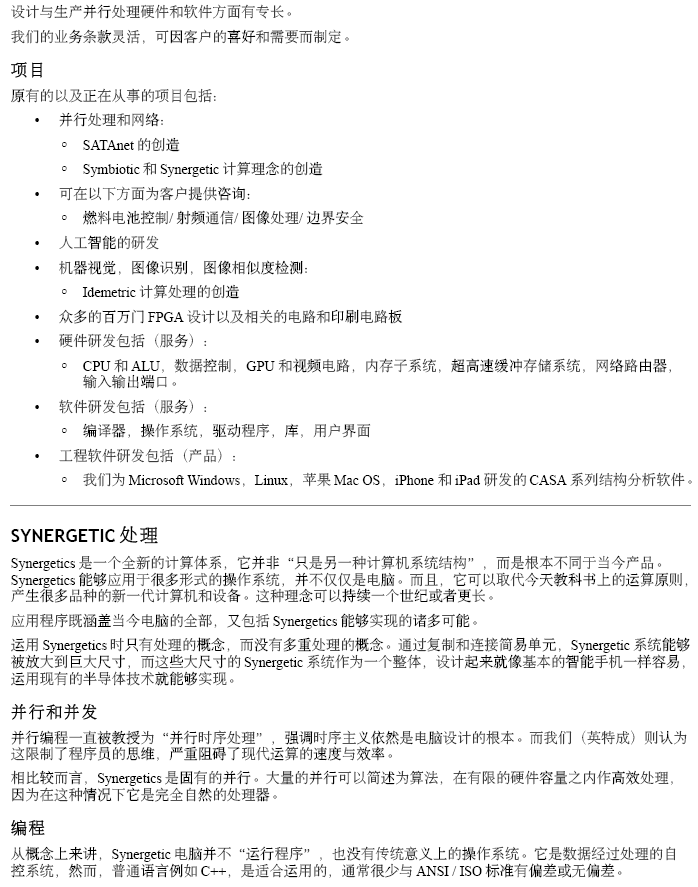 设计与生产并行处理硬件和软件方面有专长。
我们的业务条款灵活，可因客户的喜好和需要而制定。
项目
原有的以及正在从事的项目包括：
• 并行处理和网络：
○ SATAnet 的创造
○ Symbiotic 和 Synergetic 计算理念的创造
• 可在以下方面为客户提供咨询：
○ 燃料电池控制/ 射频通信/ 图像处理/ 边界安全
• 人工智能的研发
• 机器视觉，图像识别，图像相似度检测：
○ Idemetric 计算处理的创造
• 众多的百万门 FPGA 设计以及相关的电路和印刷电路板
• 硬件研发包括（服务）：
○ CPU 和 ALU，数据控制，GPU 和视频电路，内存子系统，超高速缓冲存储系统，网络路由器，
输入输出端口。
• 软件研发包括（服务）：
○ 编译器，操作系统，驱动程序，库，用户界面
• 工程软件研发包括（产品）：
○ 我们为 Microsoft Windows，Linux，苹果 Mac OS，iPhone 和 iPad 研发的 CASA 系列结构分析软件。
SYNERGETIC 处理
Synergetics 是一个全新的计算体系，它并非“只是另一种计算机系统结构”，而是根本不同于当今产品。
Synergetics 能够应用于很多形式的操作系统，并不仅仅是电脑。而且，它可以取代今天教科书上的运算原则，
产生很多品种的新一代计算机和设备。这种理念可以持续一个世纪或者更长。
应用程序既涵盖当今电脑的全部，又包括 Synergetics 能够实现的诸多可能。
运用 Synergetics 时只有处理的概念，而没有多重处理的概念。通过复制和连接简易单元，Synergetic 系统能够
被放大到巨大尺寸，而这些大尺寸的 Synergetic 系统作为一个整体，设计起来就像基本的智能手机一样容易，
运用现有的半导体技术就能够实现。
并行和并发
并行编程一直被教授为“并行时序处理”，强调时序主义依然是电脑设计的根本。而我们（英特成）则认为
这限制了程序员的思维，严重阻碍了现代运算的速度与效率。
相比较而言，Synergetics 是固有的并行。大量的并行可以简述为算法，在有限的硬件容量之内作高效处理，
因为在这种情况下它是完全自然的处理器。
编程
从概念上来讲，Synergetic 电脑并不“运行程序”，也没有传统意义上的操作系统。它是数据经过处理的自
控系统，然而，普通语言例如 C++，是适合运用的，通常很少与 ANSI / ISO 标准有偏差或无偏差。